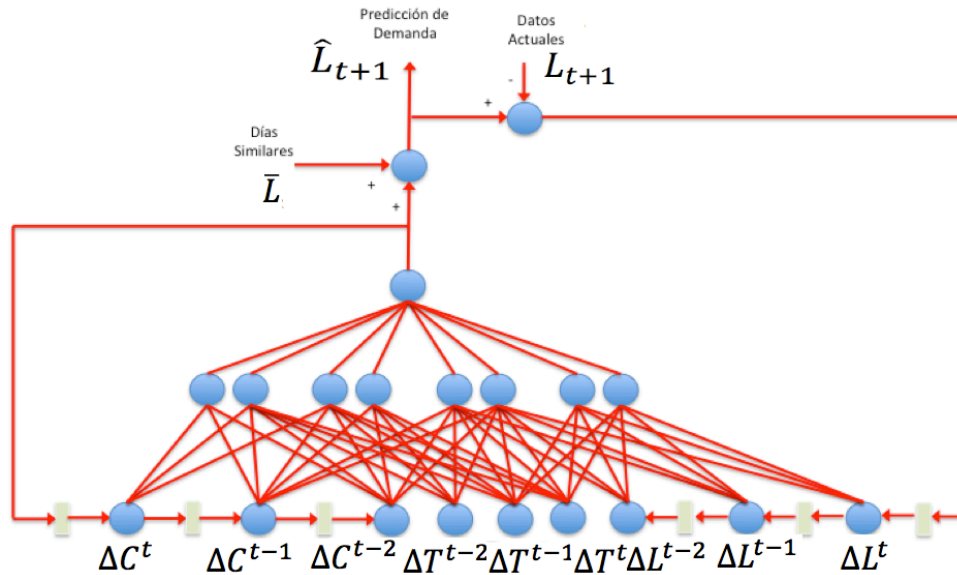 Predicción de
Demanda
Datos
Actuales
L̂ₜ₊₁
- Lₜ₊₁
+
Días
Similares
L̄
+
+
ΔCᵗ ΔCᵗ⁻¹ ΔCᵗ⁻² ΔTᵗ⁻² ΔTᵗ⁻¹ ΔTᵗ ΔLᵗ⁻² ΔLᵗ⁻¹ ΔLᵗ